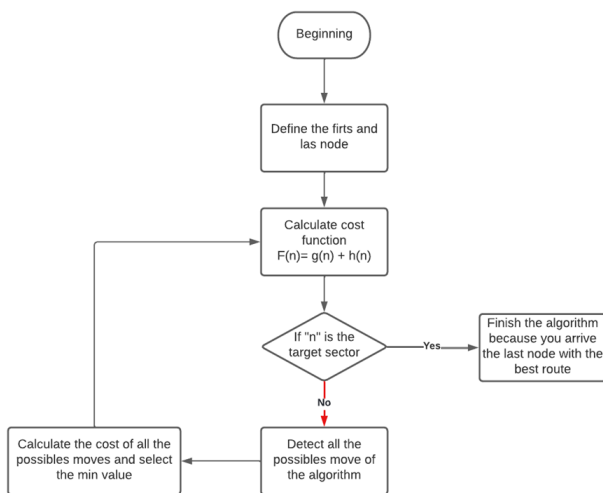 Beginning
Define the firts and
las node
Calculate cost
function
F(n)= g(n) + h(n)
If "n" is the
target sector
Yes
Finish the algorithm
because you arrive
the last node with the
best route
No
Detect all the
possibles move of
the algorithm
Calculate the cost of all the
possibles moves and select
the min value